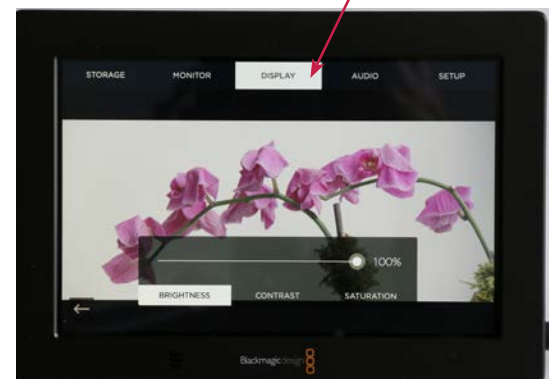 STORAGE MONITOR DISPLAY AUDIO SETUP
100%
BRIGHTNESS CONTRAST SATURATION
Blackmagicdesign